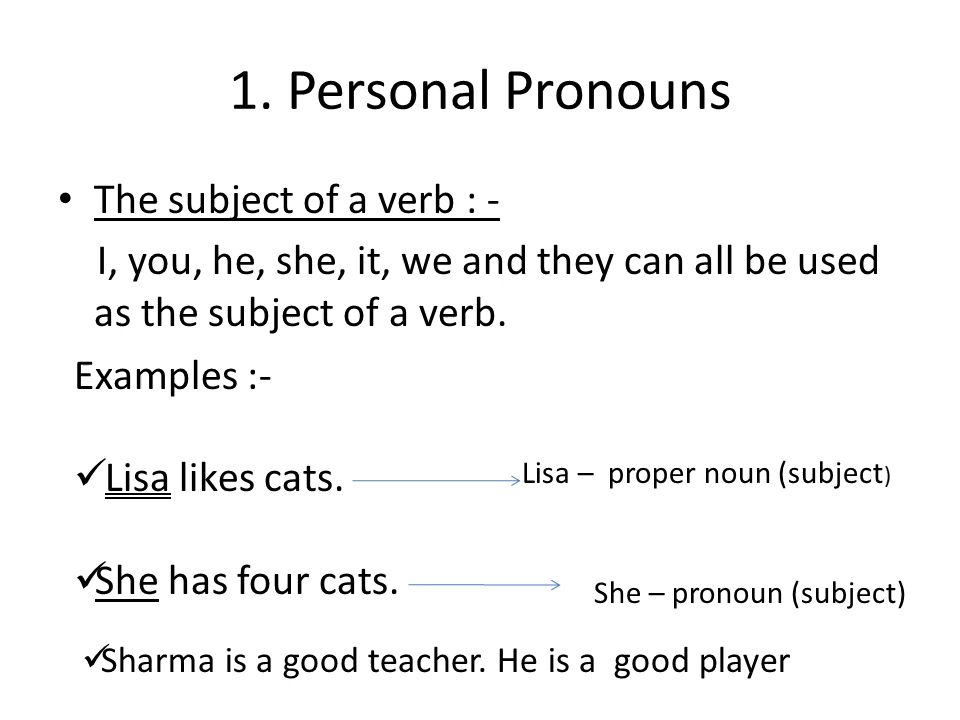 1. Personal Pronouns
• The subject of a verb : -
I, you, he, she, it, we and they can all be used
as the subject of a verb.
Examples :-
✓ Lisa likes cats. Lisa – proper noun (subject)
✓ She has four cats. She – pronoun (subject)
✓ Sharma is a good teacher. He is a good player